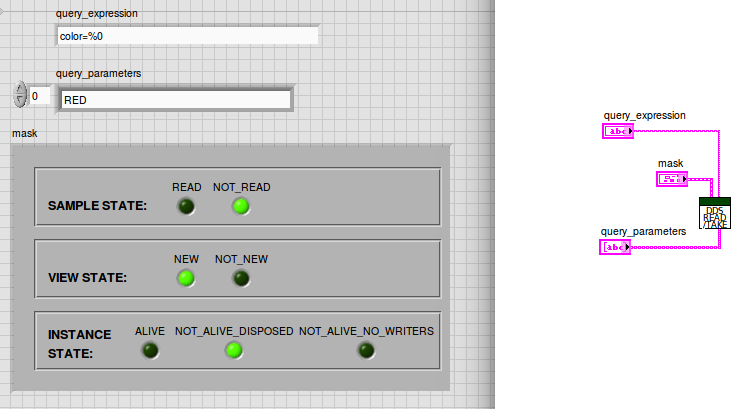 query_expression
color=%0
query_parameters
0
RED
mask
READ NOT_READ
SAMPLE STATE:
NEW NOT_NEW
VIEW STATE:
ALIVE NOT_ALIVE_DISPOSED NOT_ALIVE_NO_WRITERS
INSTANCE
STATE:
query_expression
abc
mask
query_parameters
abc
DDS
READ
/TAKE